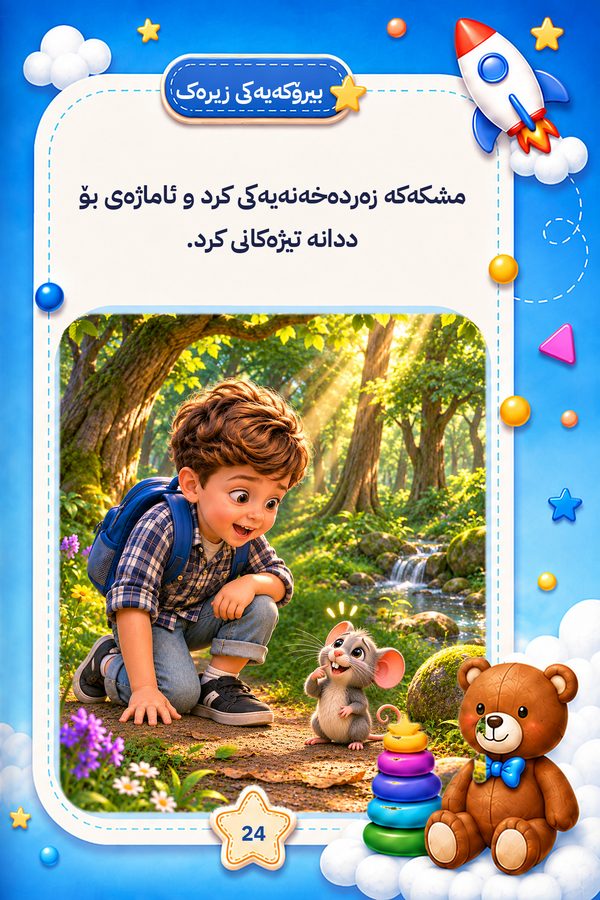 بیرۆکەیەکی زیرەک
مشکەکە زەردەخەنەیەکی کرد و ئاماژەی بۆ
ددانە تیژەکانی کرد.
24